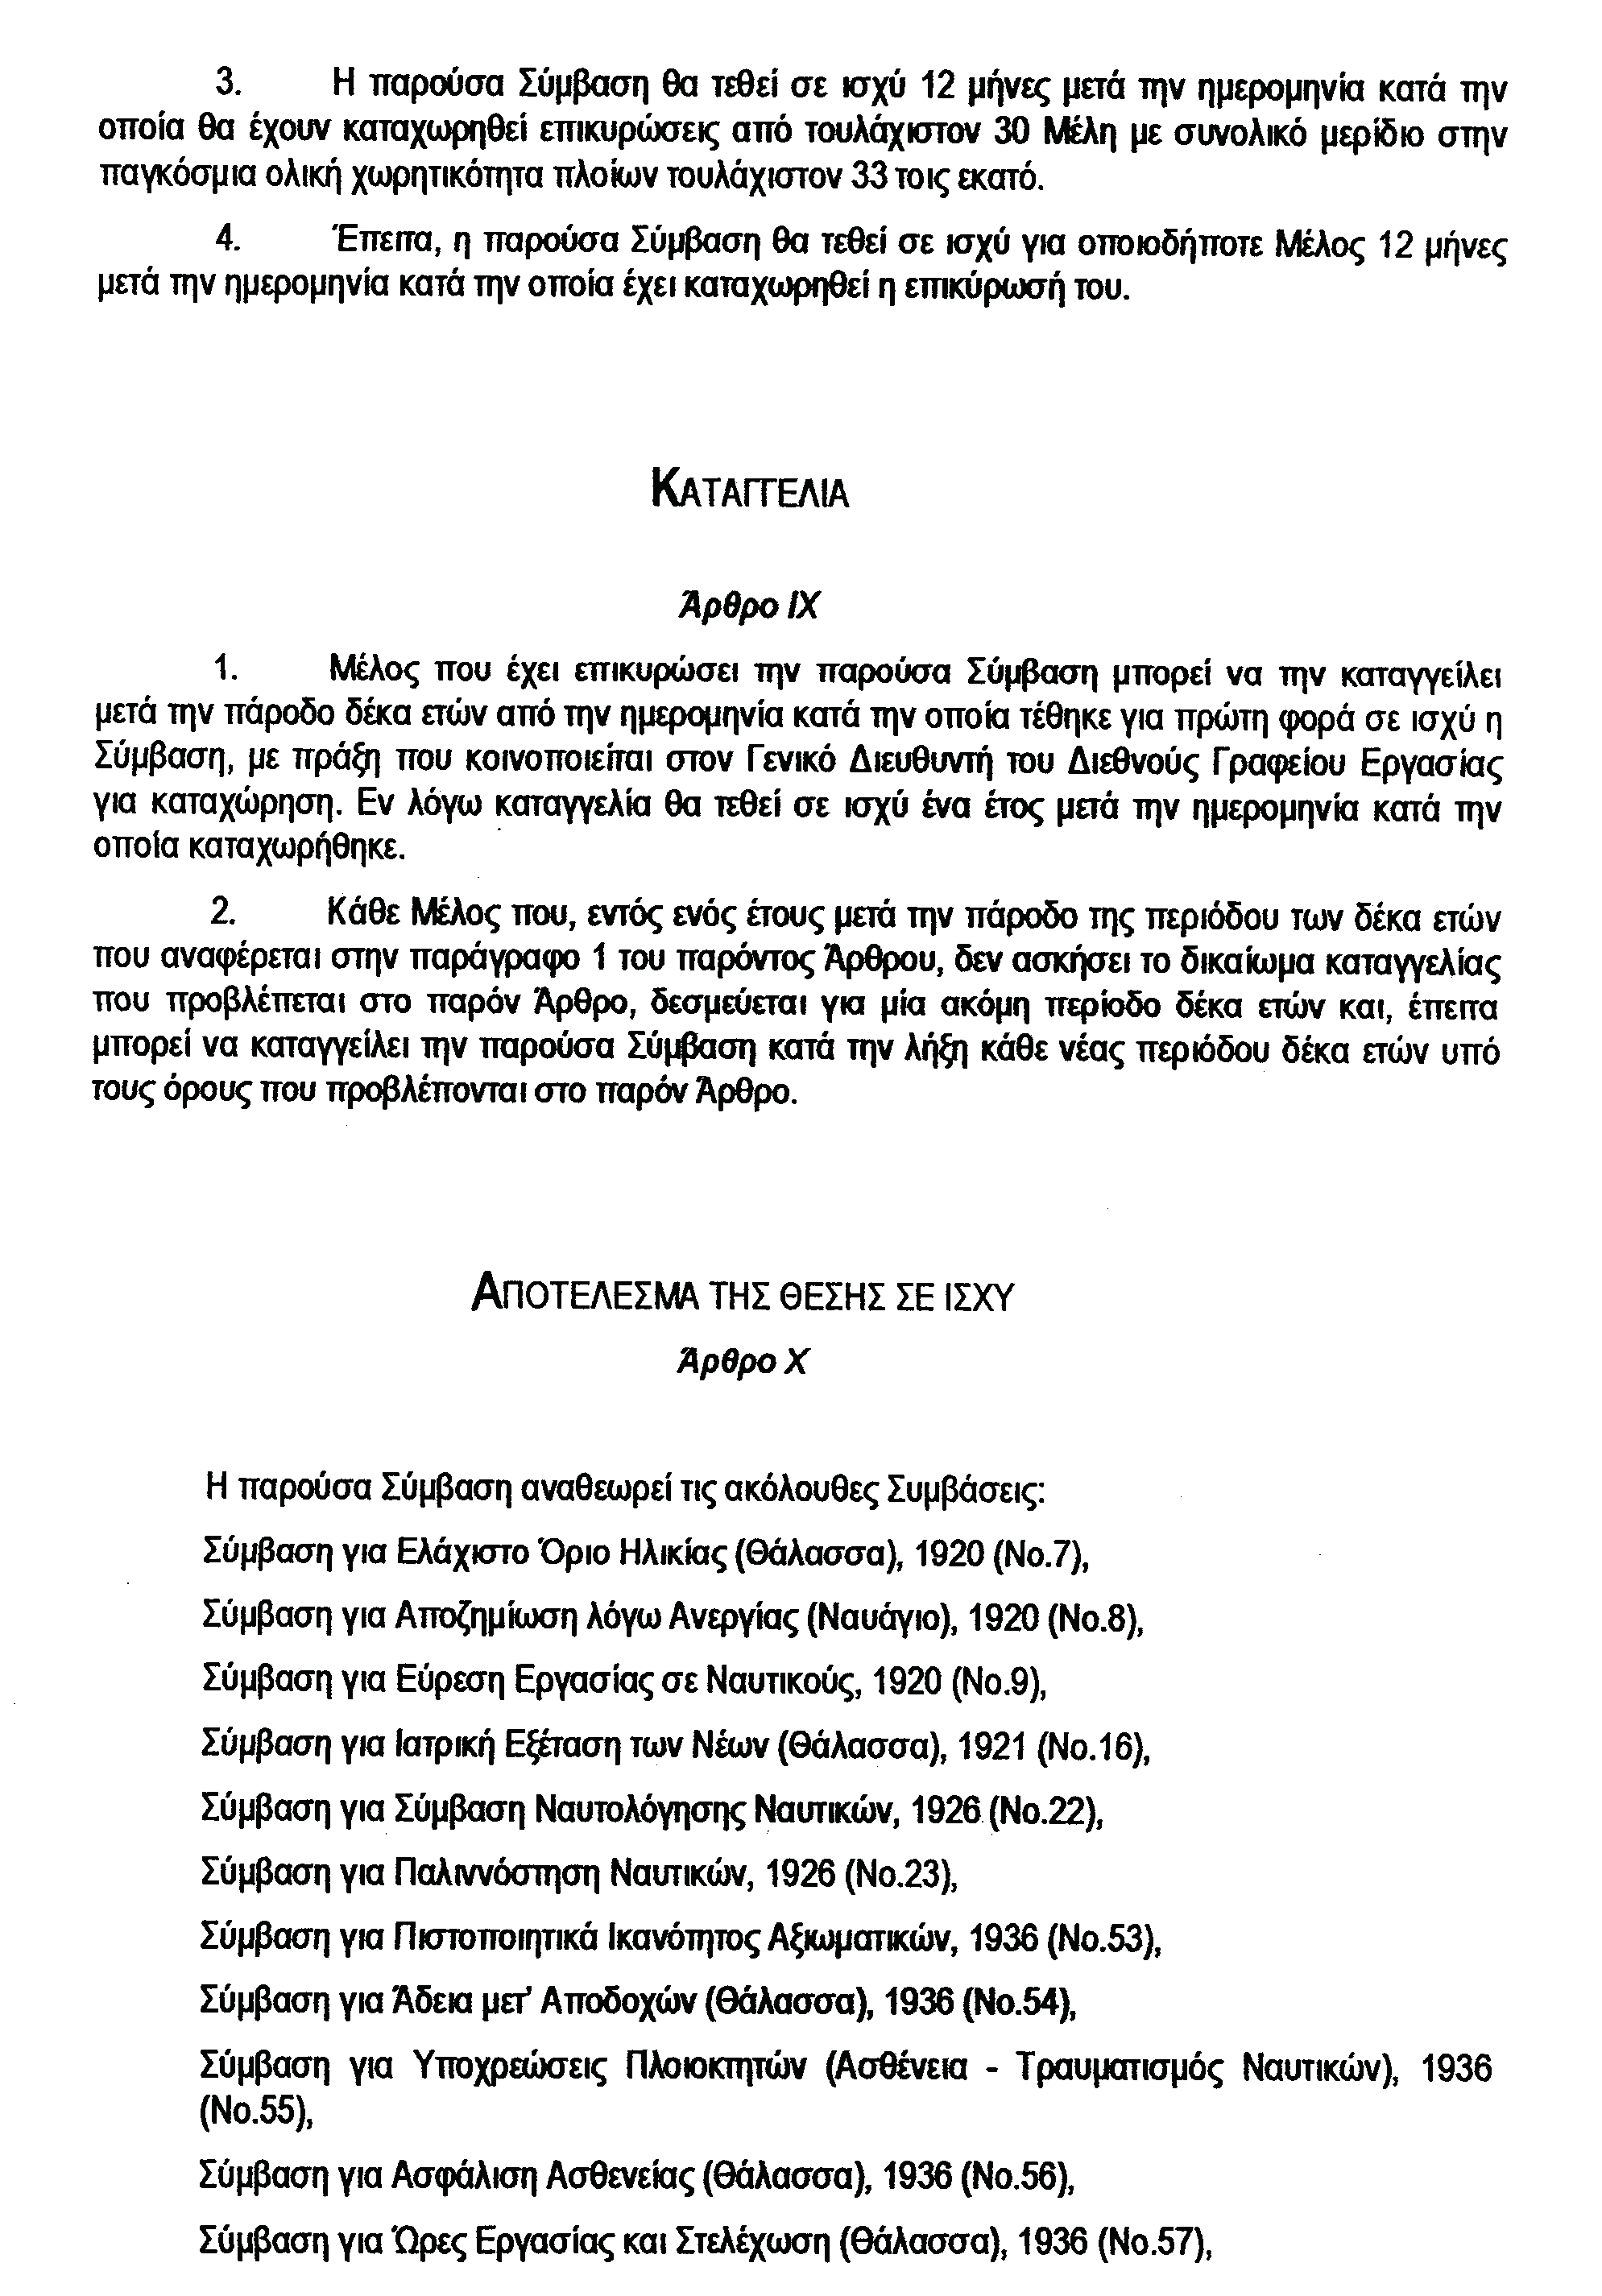 3. Η παρούσα Σύμβαση θα τεθεί σε ισχύ 12 μήνες μετά την ημερομηνία κατά την
οποία θα έχουν καταχωρηθεί επικυρώσεις από τουλάχιστον 30 Μέλη με συνολικό μερίδιο στην
παγκόσμια ολική χωρητικότητα πλοίων τουλάχιστον 33 τοις εκατό.
4. Έπειτα, η παρούσα Σύμβαση θα τεθεί σε ισχύ για οποιοδήποτε Μέλος 12 μήνες
μετά την ημερομηνία κατά την οποία έχει καταχωρηθεί η επικύρωσή του.
ΚΑΤΑΓΓΕΛΙΑ
Άρθρο IX
1. Μέλος που έχει επικυρώσει την παρούσα Σύμβαση μπορεί να την καταγγείλει
μετά την πάροδο δέκα ετών από την ημερομηνία κατά την οποία τέθηκε για πρώτη φορά σε ισχύ η
Σύμβαση, με πράξη που κοινοποιείται στον Γενικό Διευθυντή του Διεθνούς Γραφείου Εργασίας
για καταχώρηση. Εν λόγω καταγγελία θα τεθεί σε ισχύ ένα έτος μετά την ημερομηνία κατά την
οποία καταχωρήθηκε.
2. Κάθε Μέλος που, εντός ενός έτους μετά την πάροδο της περιόδου των δέκα ετών
που αναφέρεται στην παράγραφο 1 του παρόντος Άρθρου, δεν ασκήσει το δικαίωμα καταγγελίας
που προβλέπεται στο παρόν Άρθρο, δεσμεύεται για μία ακόμη περίοδο δέκα ετών και, έπειτα
μπορεί να καταγγείλει την παρούσα Σύμβαση κατά την λήξη κάθε νέας περιόδου δέκα ετών υπό
τους όρους που προβλέπονται στο παρόν Άρθρο.
ΑΠΟΤΕΛΕΣΜΑ ΤΗΣ ΘΕΣΗΣ ΣΕ ΙΣΧΥ
Άρθρο X
Η παρούσα Σύμβαση αναθεωρεί τις ακόλουθες Συμβάσεις:
Σύμβαση για Ελάχιστο Όριο Ηλικίας (Θάλασσα), 1920 (No.7),
Σύμβαση για Αποζημίωση λόγω Ανεργίας (Ναυάγιο), 1920 (No.8),
Σύμβαση για Εύρεση Εργασίας σε Ναυτικούς, 1920 (No.9),
Σύμβαση για Ιατρική Εξέταση των Νέων (Θάλασσα), 1921 (No.16),
Σύμβαση για Σύμβαση Ναυτολόγησης Ναυτικών, 1926 (No.22),
Σύμβαση για Παλιννόστηση Ναυτικών, 1926 (No.23),
Σύμβαση για Πιστοποιητικά Ικανότητος Αξιωματικών, 1936 (No.53),
Σύμβαση για Άδεια μετ' Αποδοχών (Θάλασσα), 1936 (No.54),
Σύμβαση για Υποχρεώσεις Πλοιοκτητών (Ασθένεια - Τραυματισμός Ναυτικών), 1936
(No.55),
Σύμβαση για Ασφάλιση Ασθενείας (Θάλασσα), 1936 (No.56),
Σύμβαση για Ώρες Εργασίας και Στελέχωση (Θάλασσα), 1936 (No.57),